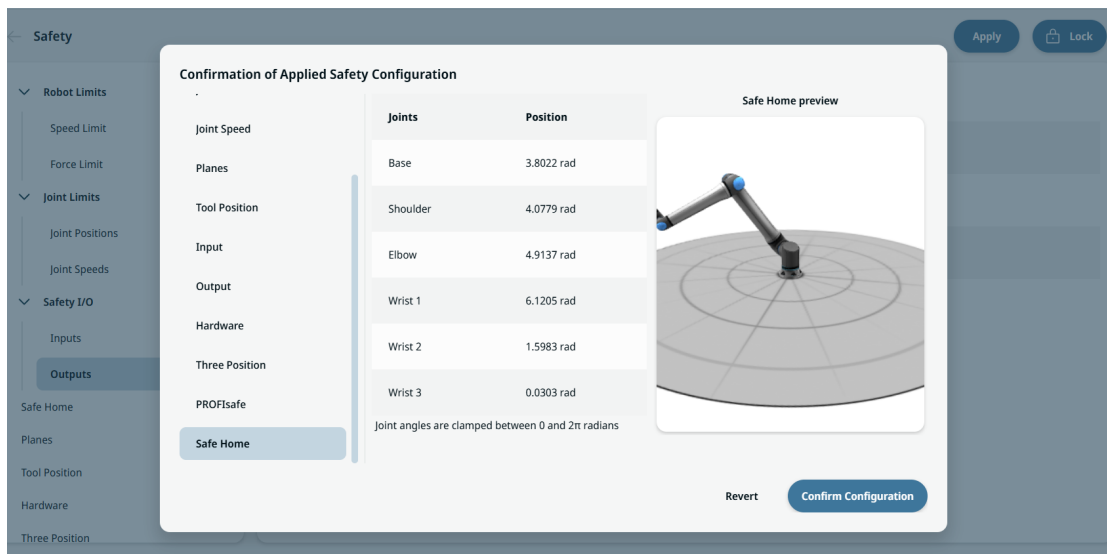 Safety
Apply
Lock
Robot Limits
Speed Limit
Force Limit
Joint Limits
Joint Positions
Joint Speeds
Safety I/O
Inputs
Outputs
Safe Home
Planes
Tool Position
Hardware
Three Position
Confirmation of Applied Safety Configuration
Joint Speed
Planes
Tool Position
Input
Output
Hardware
Three Position
PROFIsafe
Safe Home
Joints Position
Base 3.8022 rad
Shoulder 4.0779 rad
Elbow 4.9137 rad
Wrist 1 6.1205 rad
Wrist 2 1.5983 rad
Wrist 3 0.0303 rad
Joint angles are clamped between 0 and 2π radians
Safe Home preview
Revert
Confirm Configuration